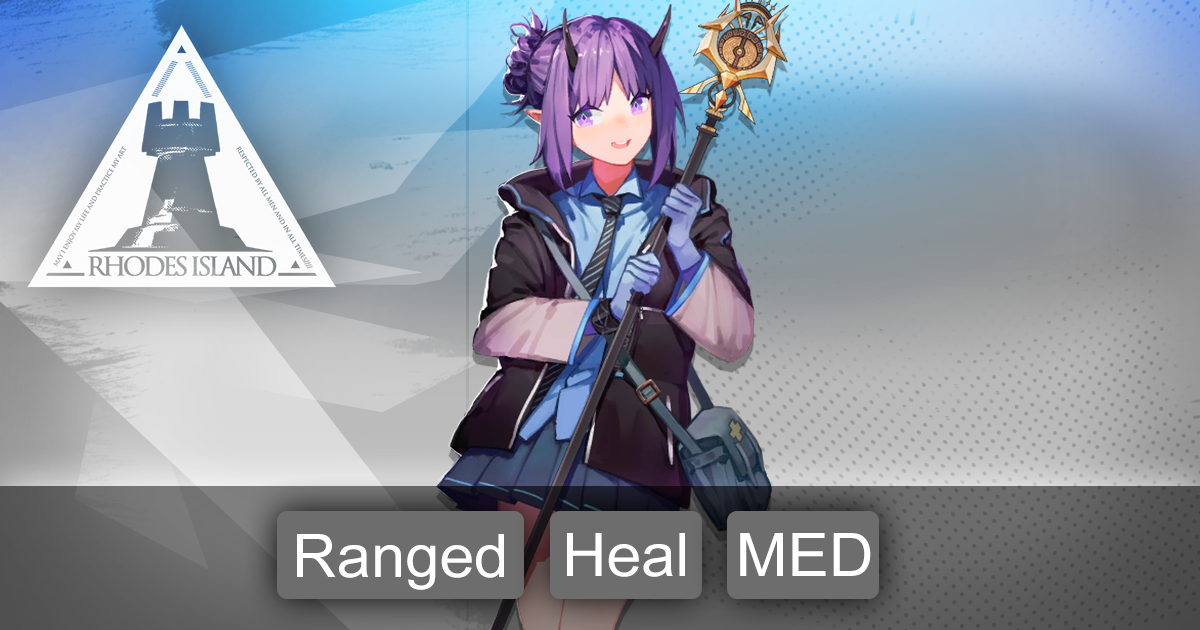 MAY I ENJOY MY LIFE AND PRACTICE MY ART
RESPECTED BY ALL MEN AND IN ALL TIMES!!!
RHODES ISLAND
Ranged
Heal
MED